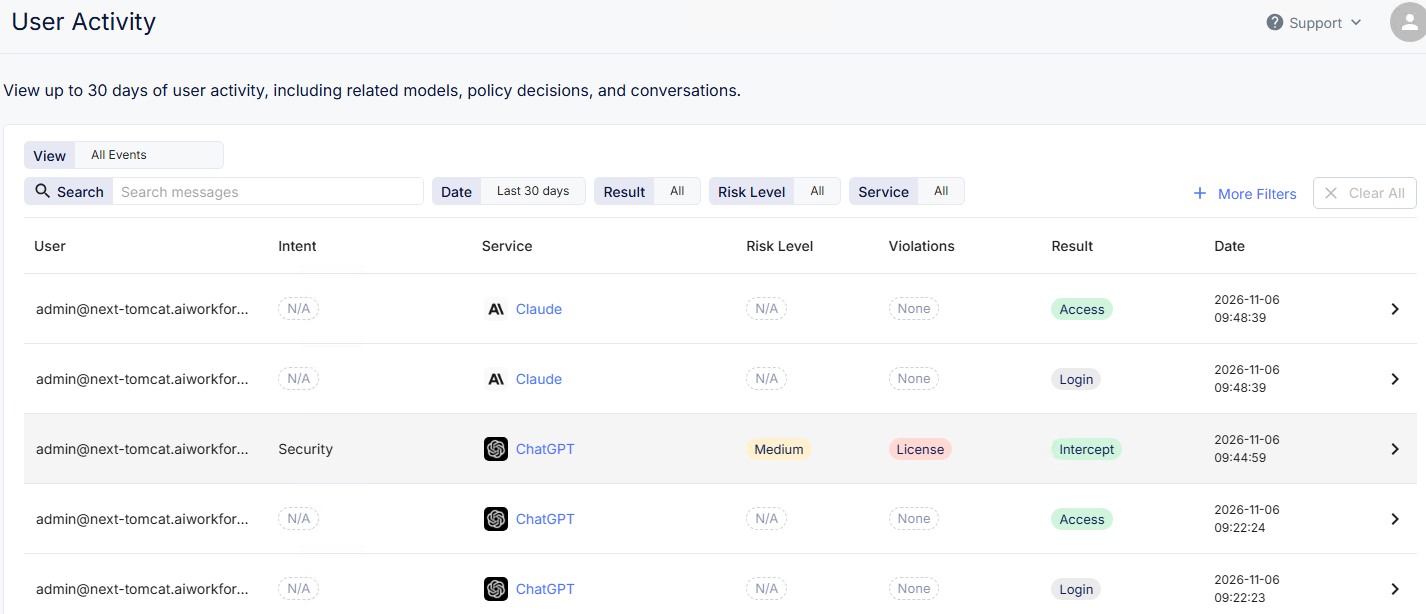 User Activity
Support
View up to 30 days of user activity, including related models, policy decisions, and conversations.
View All Events
Search Search messages Date Last 30 days Result All Risk Level All Service All + More Filters Clear All
User Intent Service Risk Level Violations Result Date
admin@next-tomcat.aiworkfor... N/A Claude N/A None Access 2026-11-06
09:48:39
admin@next-tomcat.aiworkfor... N/A Claude N/A None Login 2026-11-06
09:48:39
admin@next-tomcat.aiworkfor... Security ChatGPT Medium License Intercept 2026-11-06
09:44:59
admin@next-tomcat.aiworkfor... N/A ChatGPT N/A None Access 2026-11-06
09:22:24
admin@next-tomcat.aiworkfor... N/A ChatGPT N/A None Login 2026-11-06
09:22:23